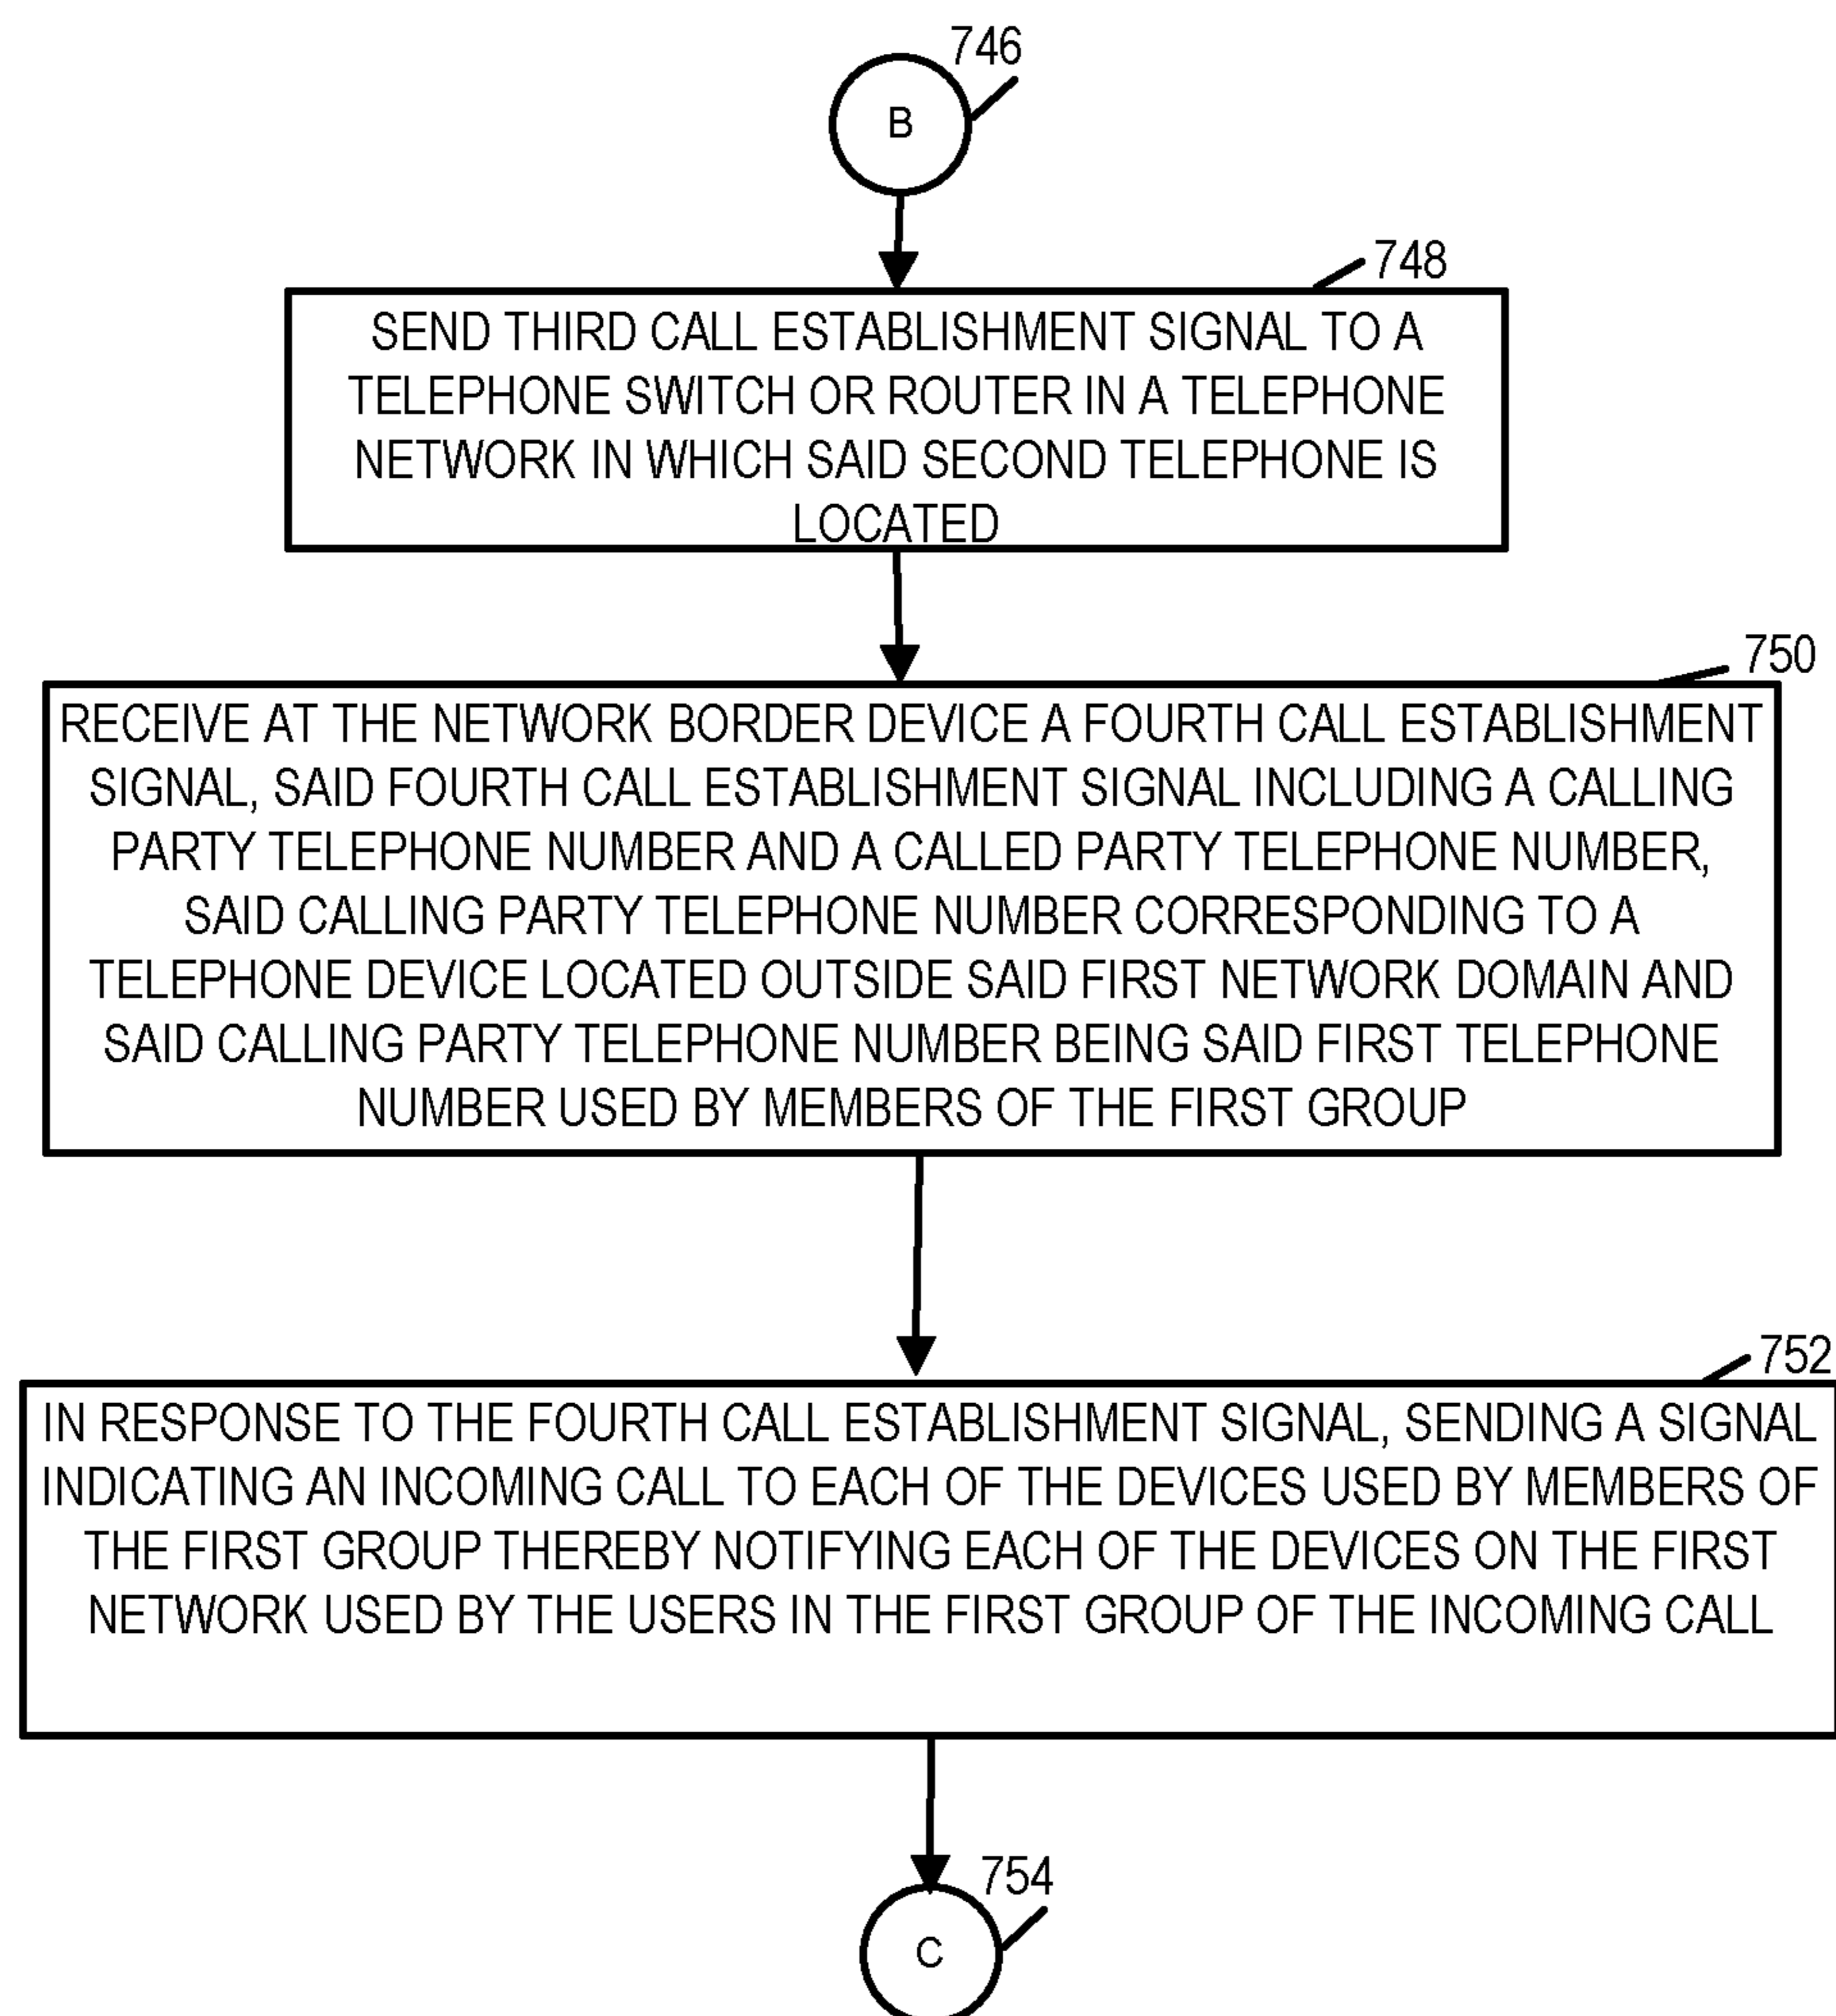 746
B
748
SEND THIRD CALL ESTABLISHMENT SIGNAL TO A
TELEPHONE SWITCH OR ROUTER IN A TELEPHONE
NETWORK IN WHICH SAID SECOND TELEPHONE IS
LOCATED
750
RECEIVE AT THE NETWORK BORDER DEVICE A FOURTH CALL ESTABLISHMENT
SIGNAL, SAID FOURTH CALL ESTABLISHMENT SIGNAL INCLUDING A CALLING
PARTY TELEPHONE NUMBER AND A CALLED PARTY TELEPHONE NUMBER,
SAID CALLING PARTY TELEPHONE NUMBER CORRESPONDING TO A
TELEPHONE DEVICE LOCATED OUTSIDE SAID FIRST NETWORK DOMAIN AND
SAID CALLING PARTY TELEPHONE NUMBER BEING SAID FIRST TELEPHONE
NUMBER USED BY MEMBERS OF THE FIRST GROUP
752
IN RESPONSE TO THE FOURTH CALL ESTABLISHMENT SIGNAL, SENDING A SIGNAL
INDICATING AN INCOMING CALL TO EACH OF THE DEVICES USED BY MEMBERS OF
THE FIRST GROUP THEREBY NOTIFYING EACH OF THE DEVICES ON THE FIRST
NETWORK USED BY THE USERS IN THE FIRST GROUP OF THE INCOMING CALL
754
C